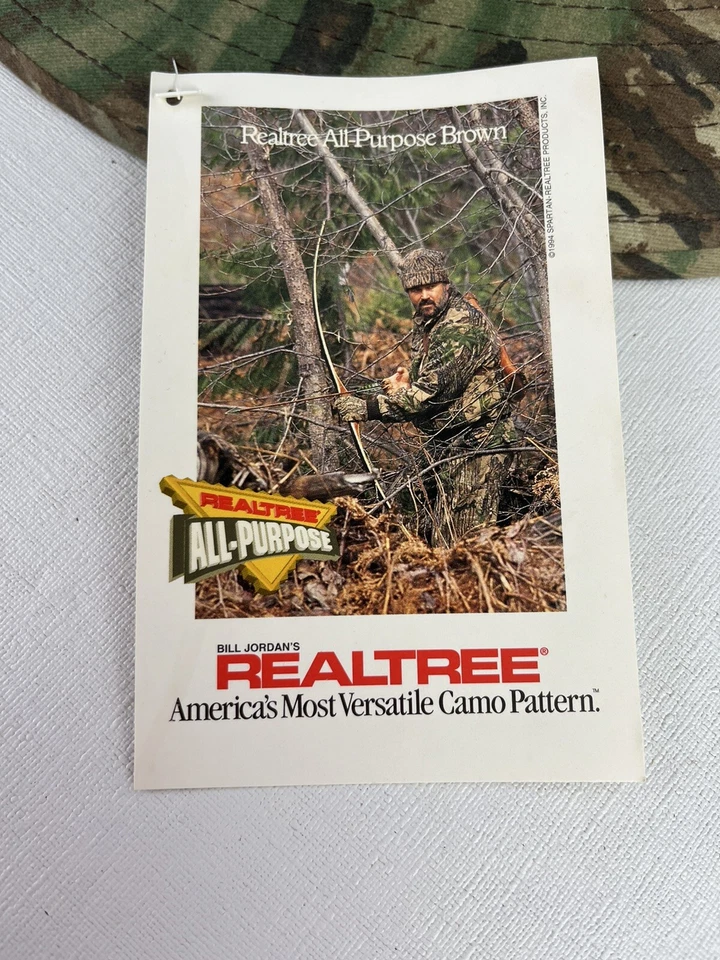 Realtree All-Purpose Brown
©1994 SPARTAN-REALTREE PRODUCTS, INC.
REALTREE
ALL-PURPOSE
BILL JORDAN'S
REALTREE®
America's Most Versatile Camo Pattern.™